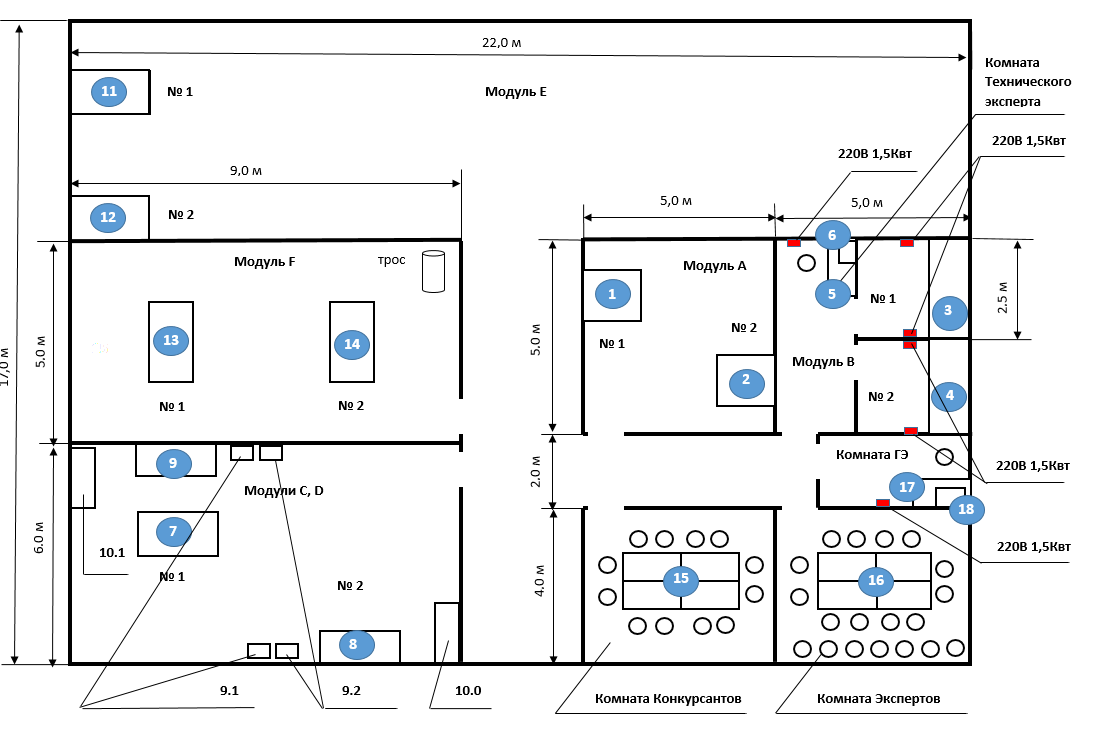 22,0 м
Комната
Технического
эксперта
11
№ 1
Модуль E
220В 1,5Квт
220В 1,5Квт
9,0 м
12
№ 2
5,0 м
5,0 м
6
Модуль F
трос
Модуль А
1
5
№ 1
3
2.5 м
13
14
№ 2
№ 1
5.0 м
5.0 м
17,0 м
Модуль В
2
№ 2
4
№ 1
№ 2
9
Комната ГЭ
220В 1,5Квт
2.0 м
Модули C, D
17
18
7
6.0 м
10.1
220В 1,5Квт
№ 1
№ 2
4.0 м
15
16
8
9.1
9.2
10.0
Комната Конкурсантов
Комната Экспертов